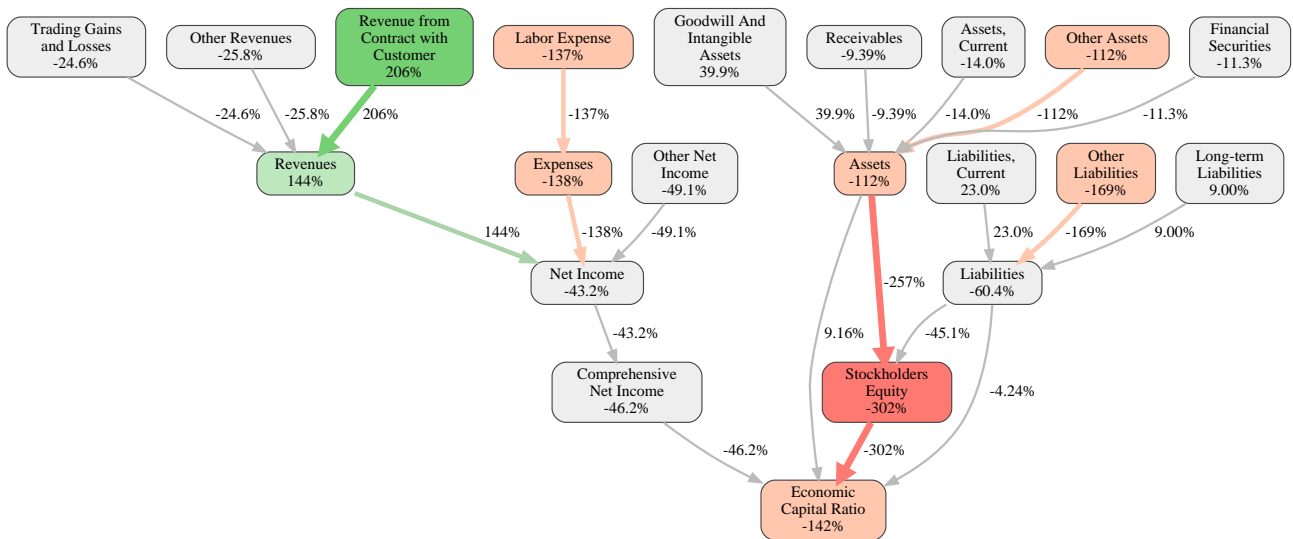 Trading Gains
and Losses
-24.6%
Other Revenues
-25.8%
Revenue from
Contract with
Customer
206%
Labor Expense
-137%
Goodwill And
Intangible
Assets
39.9%
Receivables
-9.39%
Assets,
Current
-14.0%
Other Assets
-112%
Financial
Securities
-11.3%
-24.6%
-25.8%
206%
-137%
39.9%
-9.39%
-14.0%
-112%
-11.3%
Revenues
144%
Expenses
-138%
Other Net
Income
-49.1%
Assets
-112%
Liabilities,
Current
23.0%
Other
Liabilities
-169%
Long-term
Liabilities
9.00%
144%
-138%
-49.1%
23.0%
-169%
9.00%
Net Income
-43.2%
-257%
Liabilities
-60.4%
-43.2%
9.16%
-45.1%
Comprehensive
Net Income
-46.2%
Stockholders
Equity
-302%
-4.24%
-46.2%
-302%
Economic
Capital Ratio
-142%